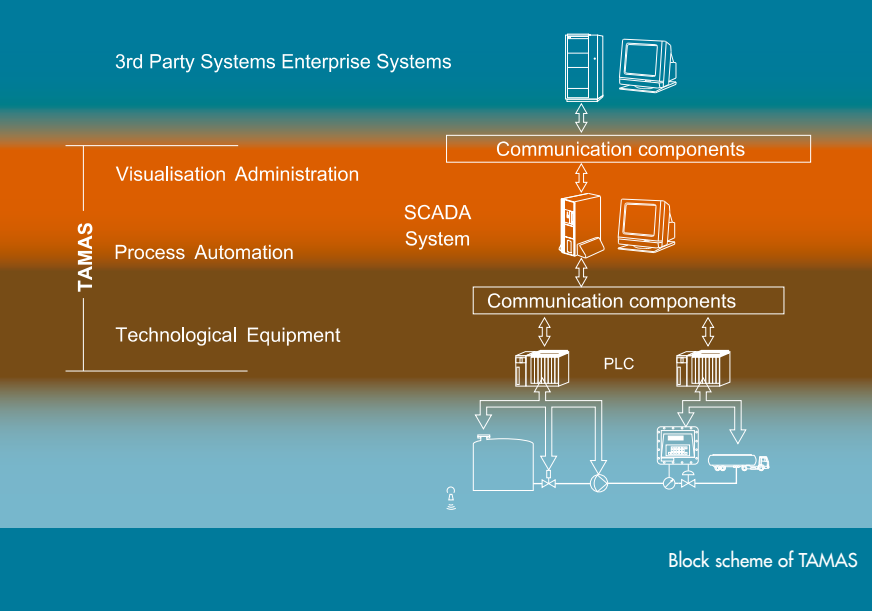 3rd Party Systems Enterprise Systems
Communication components
Visualisation Administration
SCADA
System
TAMAS
Process Automation
Communication components
Technological Equipment
PLC
Block scheme of TAMAS